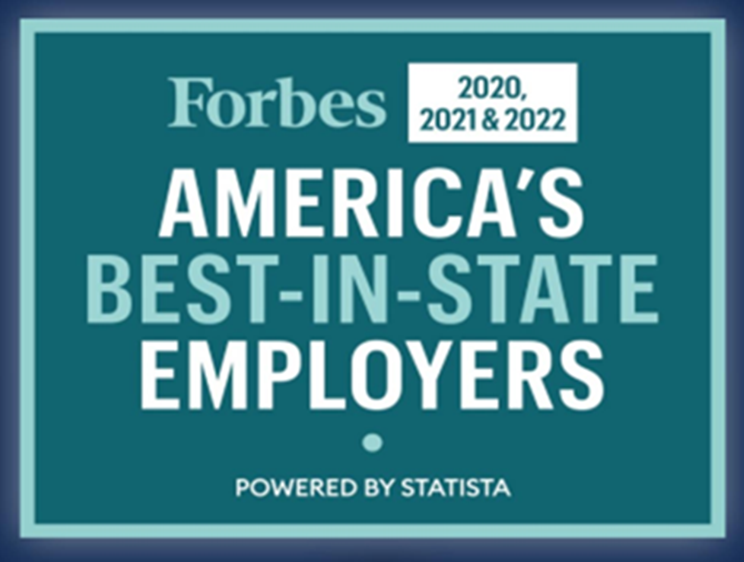 Forbes
2020,
2021 & 2022
AMERICA'S
BEST-IN-STATE
EMPLOYERS
POWERED BY STATISTA